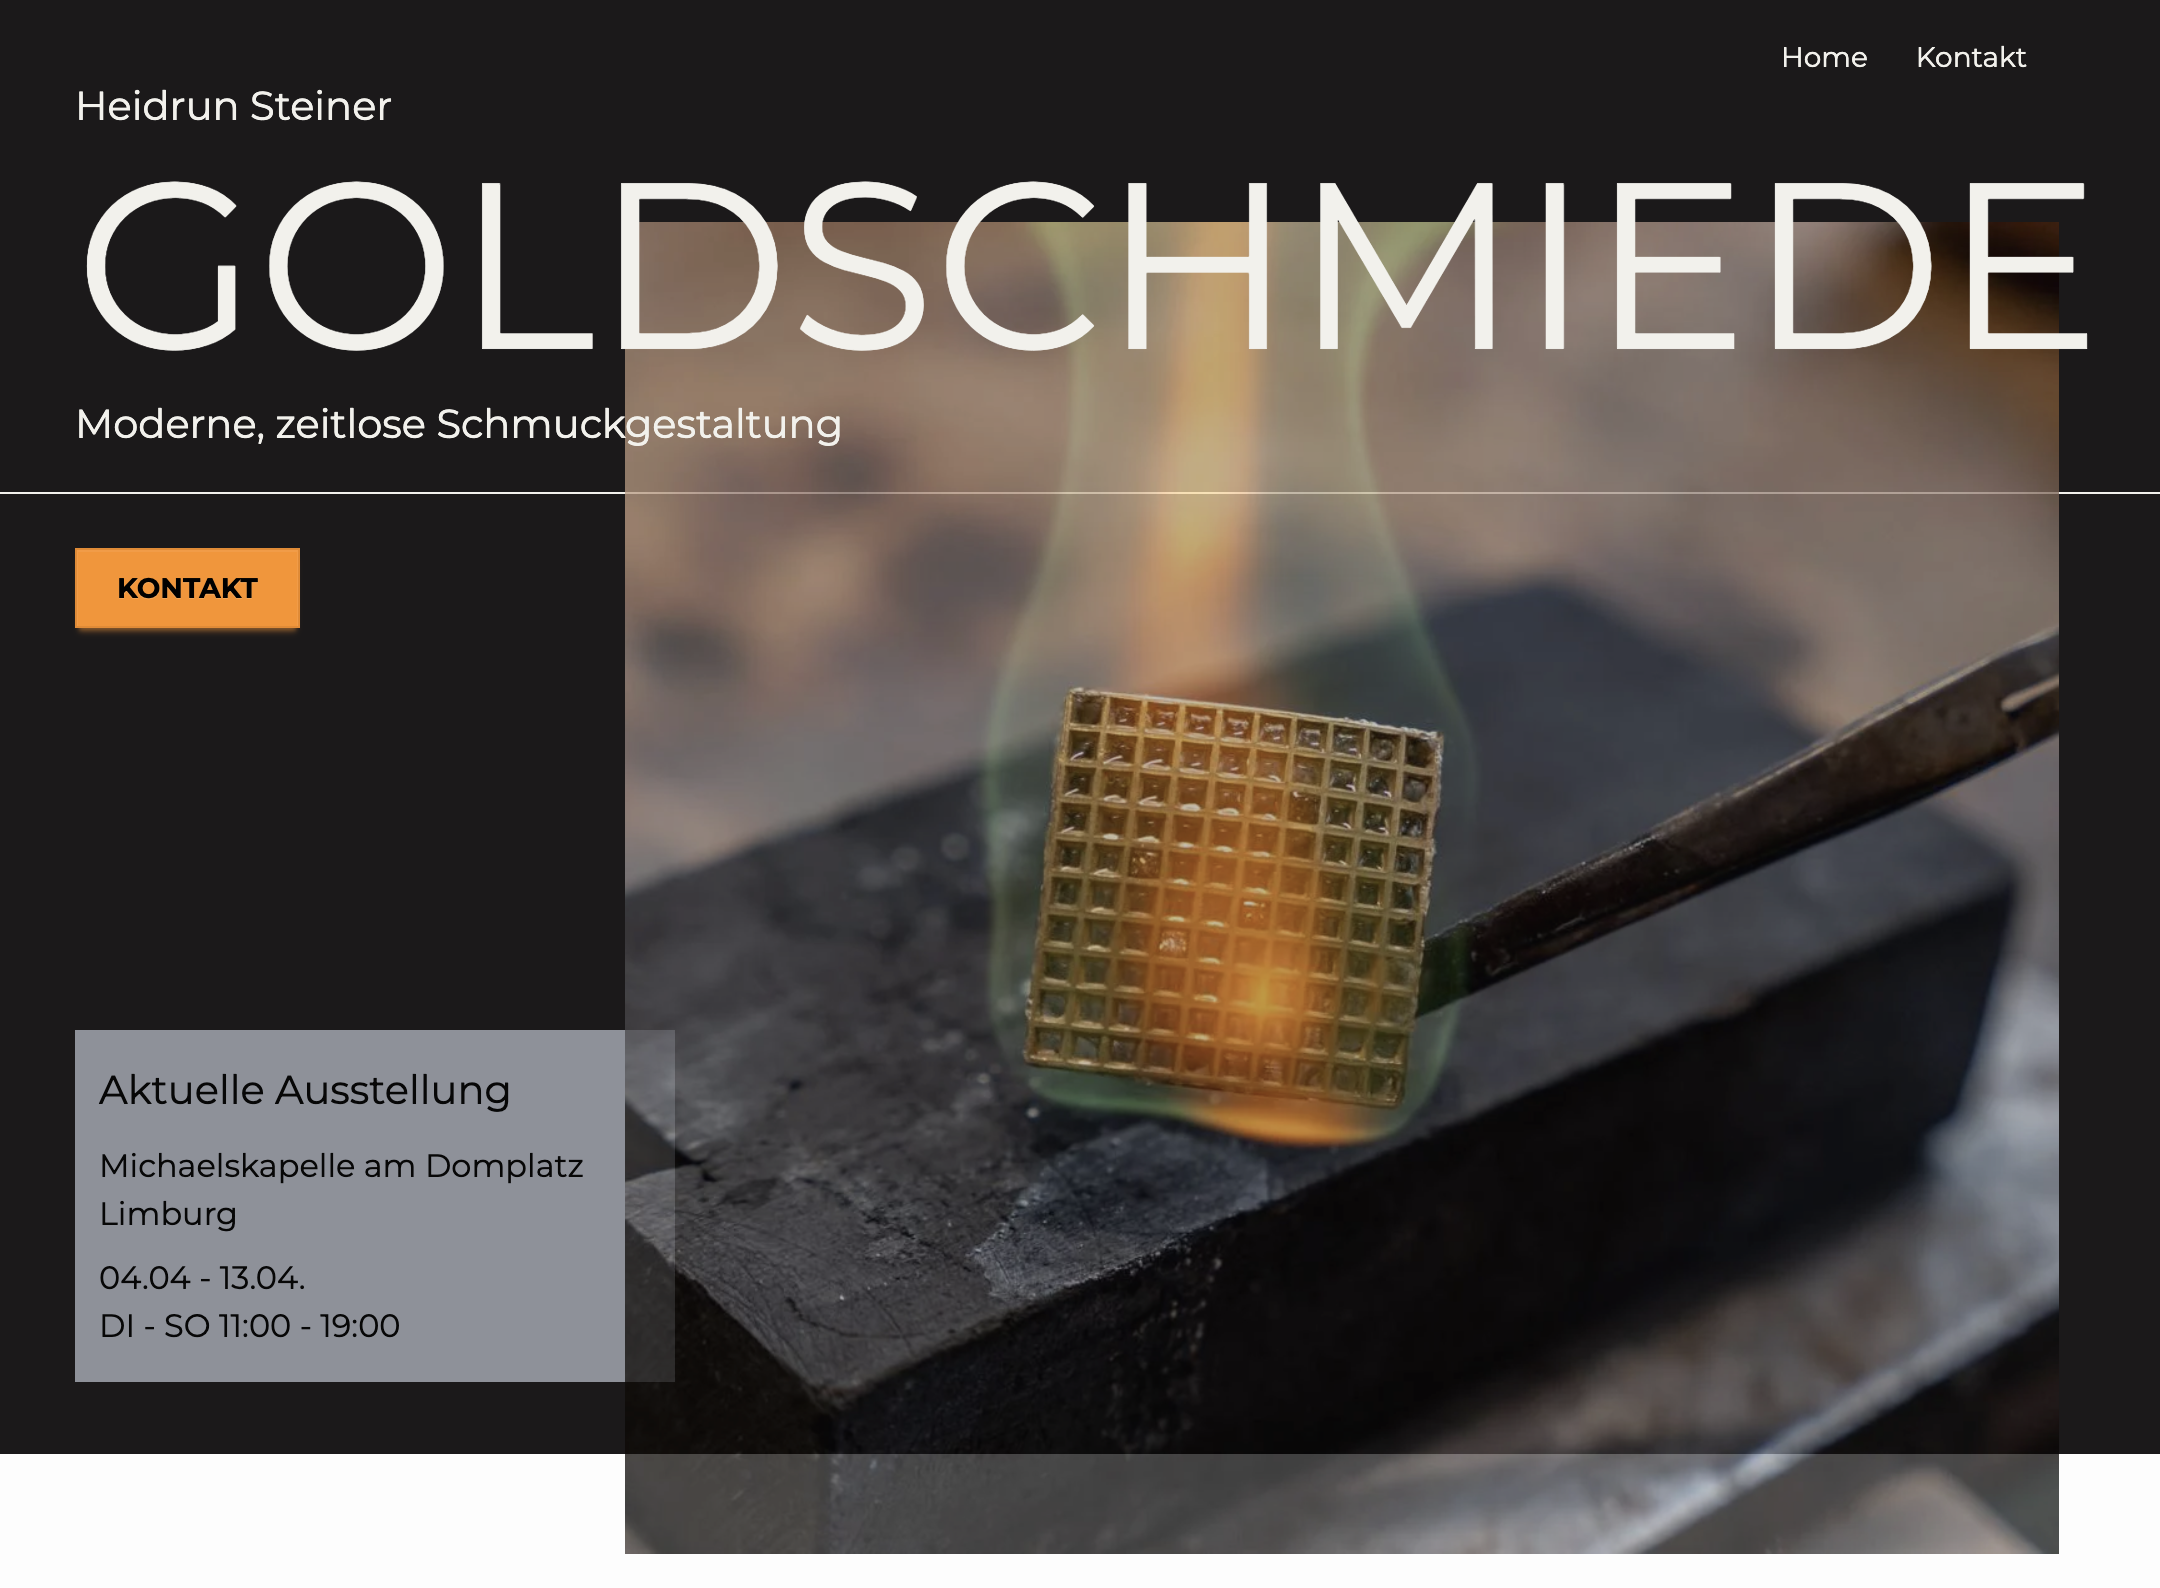 Home Kontakt
Heidrun Steiner
GOLDSCHMIEDE
Moderne, zeitlose Schmuckgestaltung
KONTAKT
Aktuelle Ausstellung
Michaelskapelle am Domplatz
Limburg
04.04 - 13.04.
DI - SO 11:00 - 19:00